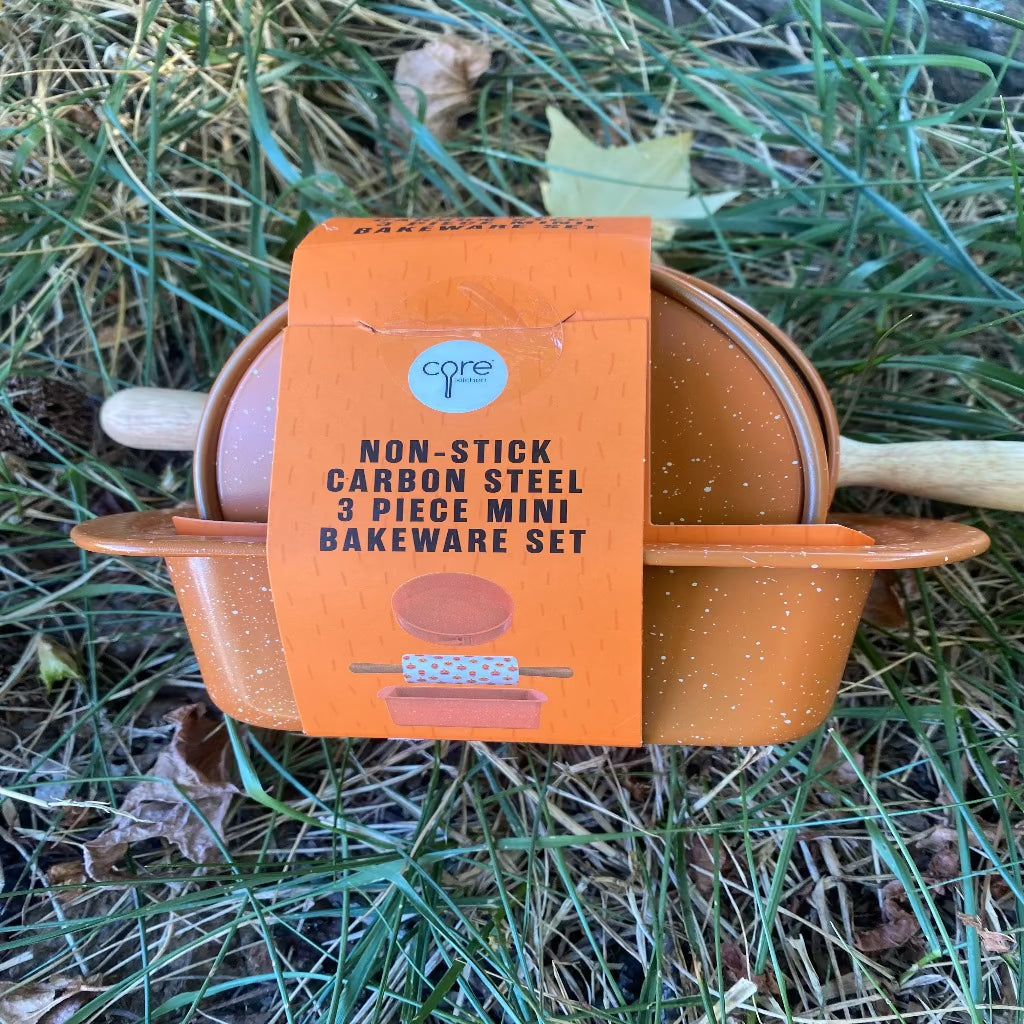 BAKEWARE SET
core
kitchen
NON-STICK
CARBON STEEL
3 PIECE MINI
BAKEWARE SET